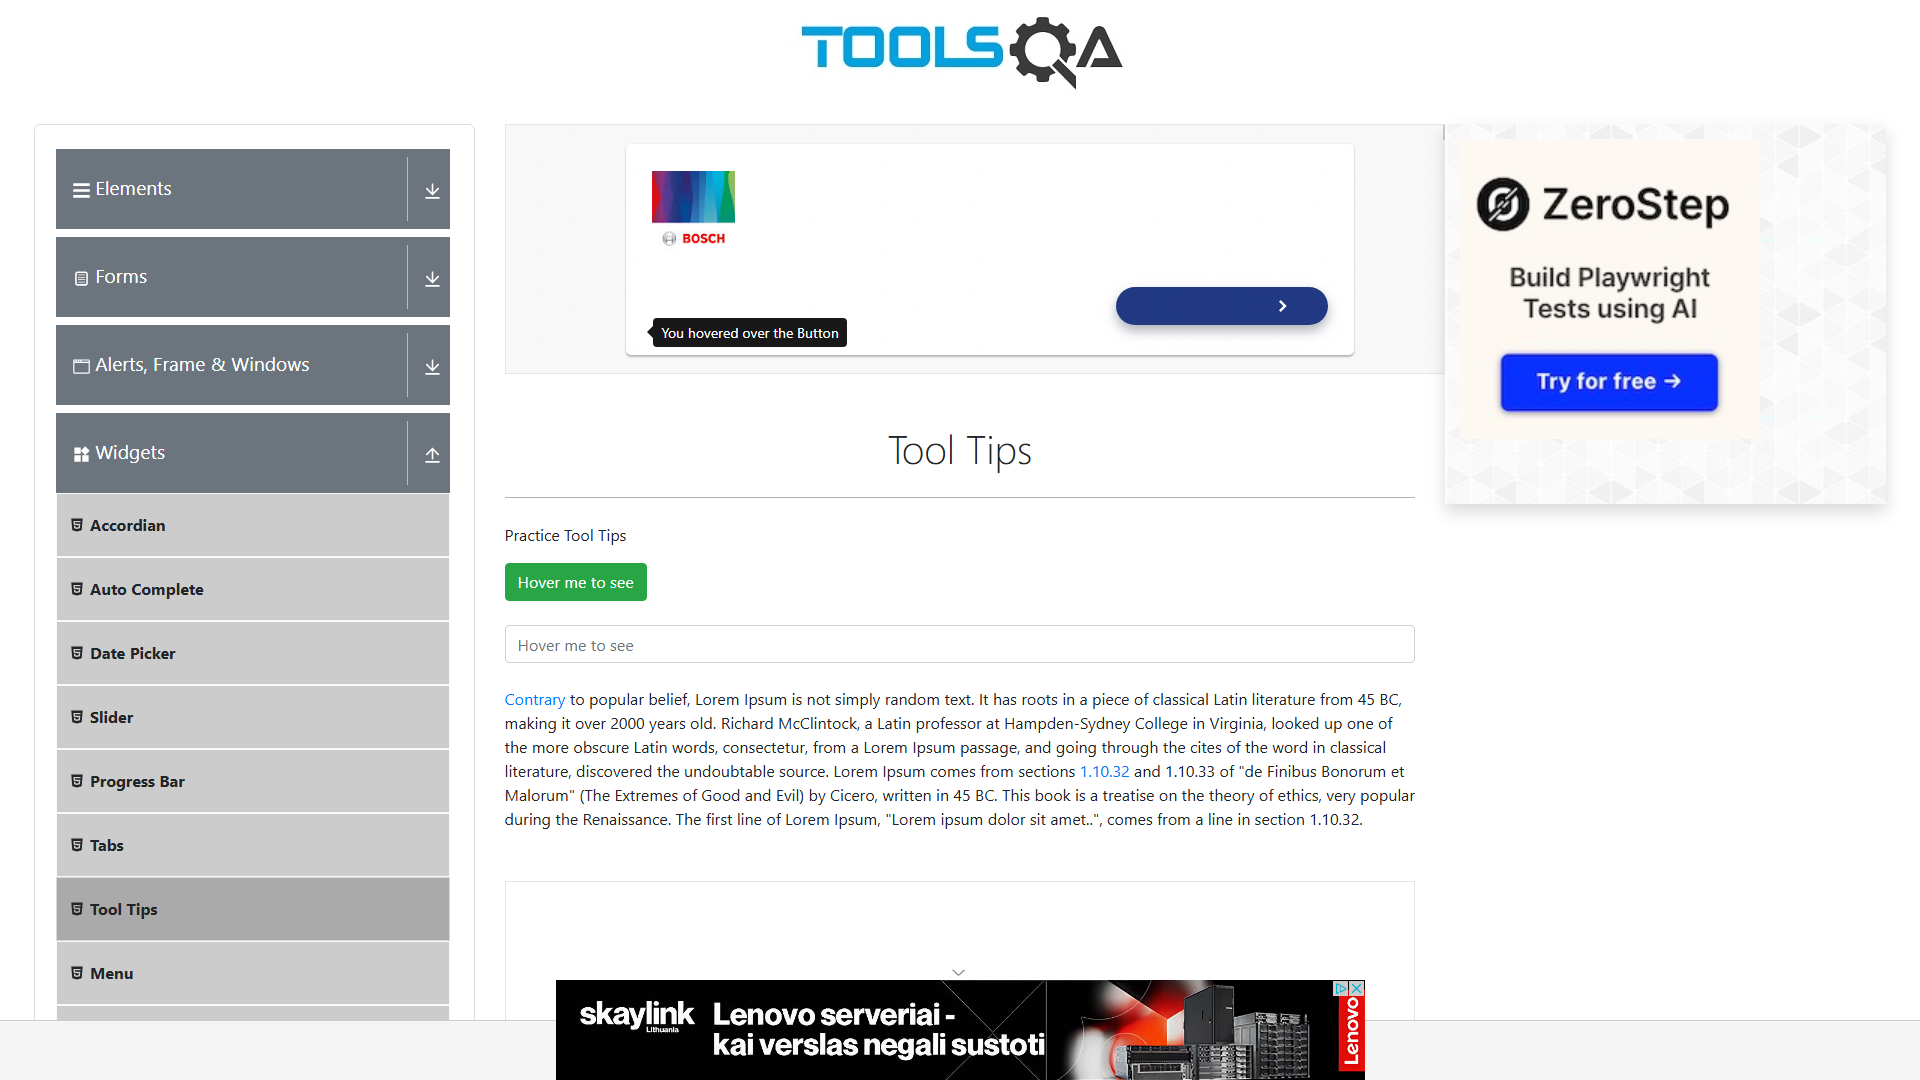 TOOLSQA
Elements
Forms
Alerts, Frame & Windows
Widgets
Accordian
Auto Complete
Date Picker
Slider
Progress Bar
Tabs
Tool Tips
Menu
BOSCH
You hovered over the Button
Tool Tips
Practice Tool Tips
Hover me to see
Hover me to see
Contrary to popular belief, Lorem Ipsum is not simply random text. It has roots in a piece of classical Latin literature from 45 BC,
making it over 2000 years old. Richard McClintock, a Latin professor at Hampden-Sydney College in Virginia, looked up one of
the more obscure Latin words, consectetur, from a Lorem Ipsum passage, and going through the cites of the word in classical
literature, discovered the undoubtable source. Lorem Ipsum comes from sections 1.10.32 and 1.10.33 of "de Finibus Bonorum et
Malorum" (The Extremes of Good and Evil) by Cicero, written in 45 BC. This book is a treatise on the theory of ethics, very popular
during the Renaissance. The first line of Lorem Ipsum, "Lorem ipsum dolor sit amet..", comes from a line in section 1.10.32.
ZeroStep
Build Playwright
Tests using AI
Try for free →
skaylink
Lithuania
Lenovo serveriai -
kai verslas negali sustoti
Lenovo